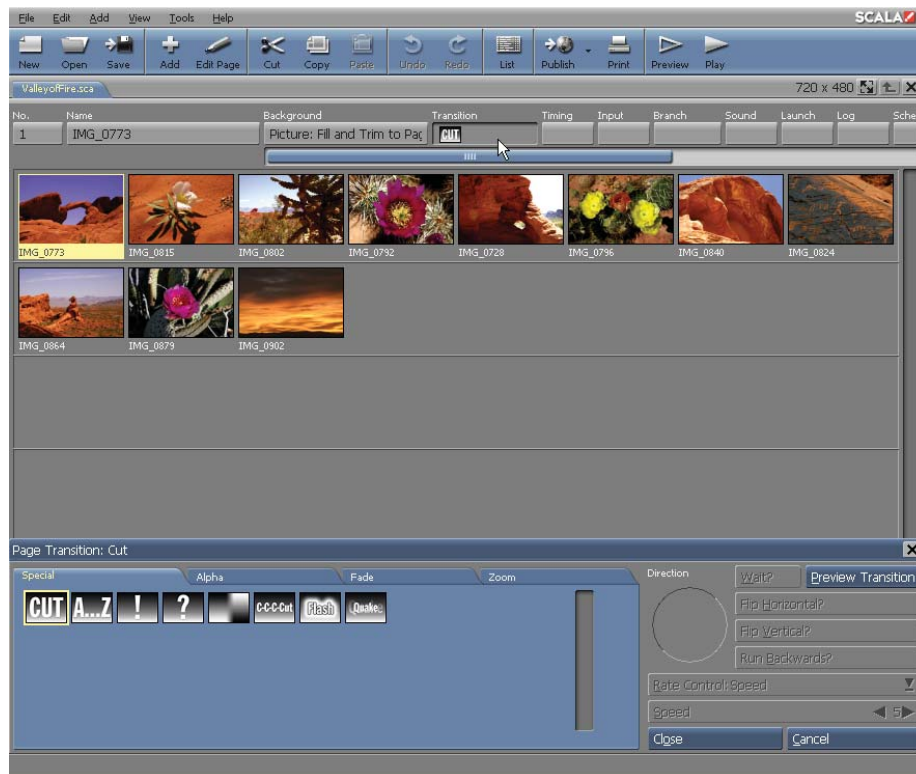 File Edit Add View Tools Help SCALA
New Open Save Add Edit Page Cut Copy Paste Undo Redo List Publish Print Preview Play
ValleyofFire.sca 720 x 480
No. Name Background Transition Timing Input Branch Sound Launch Log Sche
1 IMG_0773 Picture: Fill and Trim to Pag CUT
IMG_0773 IMG_0815 IMG_0802 IMG_0792 IMG_0728 IMG_0796 IMG_0840 IMG_0824
IMG_0864 IMG_0879 IMG_0902
Page Transition: Cut
Special Alpha Fade Zoom
CUT A...Z ! ? C-C-C-Cut Flash Quake
Direction Wait? Preview Transition
Flip Horizontal?
Flip Vertical?
Run Backwards?
Rate Control: Speed
Speed 5
Close Cancel